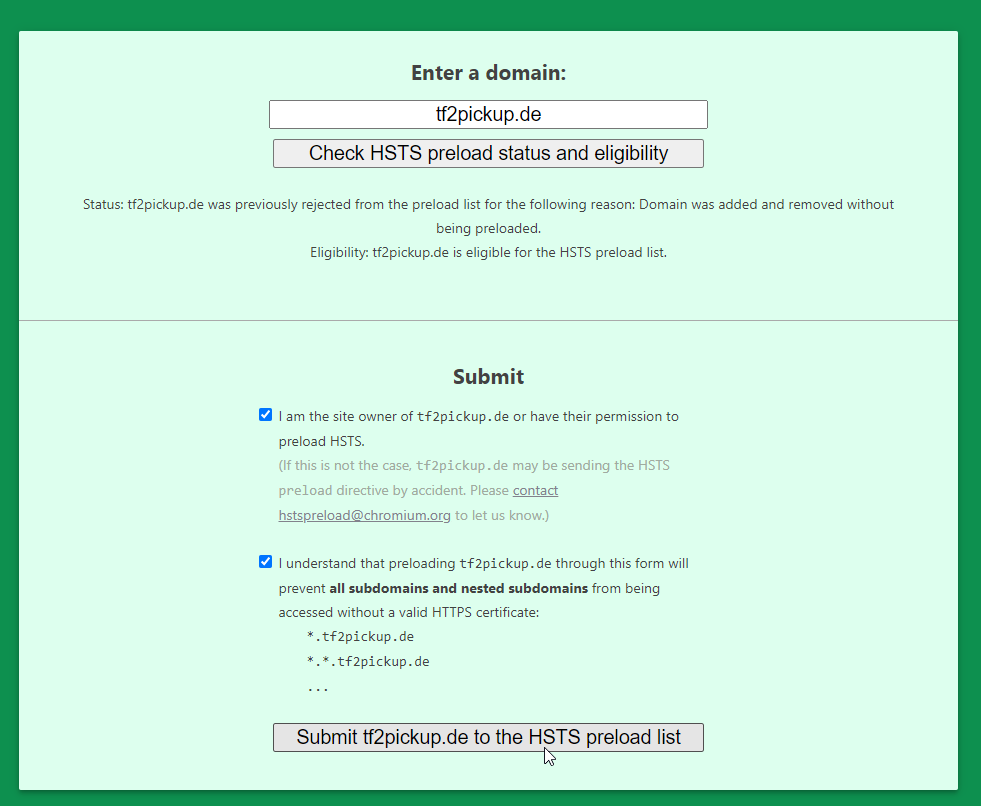 Enter a domain:
tf2pickup.de
Check HSTS preload status and eligibility
Status: tf2pickup.de was previously rejected from the preload list for the following reason: Domain was added and removed without
being preloaded.
Eligibility: tf2pickup.de is eligible for the HSTS preload list.
Submit
I am the site owner of tf2pickup.de or have their permission to
preload HSTS.
(If this is not the case, tf2pickup.de may be sending the HSTS
preload directive by accident. Please contact
hstspreload@chromium.org to let us know.)
I understand that preloading tf2pickup.de through this form will
prevent all subdomains and nested subdomains from being
accessed without a valid HTTPS certificate:
*.tf2pickup.de
*.*.tf2pickup.de
...
Submit tf2pickup.de to the HSTS preload list